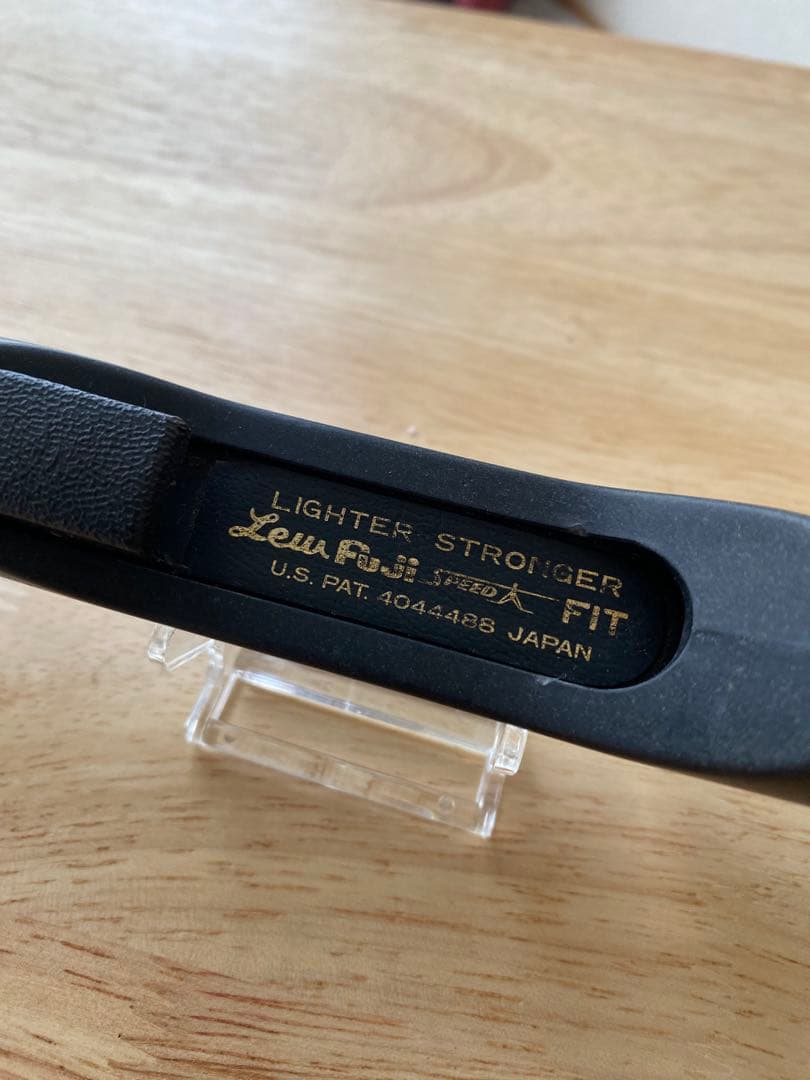 LIGHTER STRONGER
Lew Fuji SPEED FIT
U.S. PAT. 4044488 JAPAN